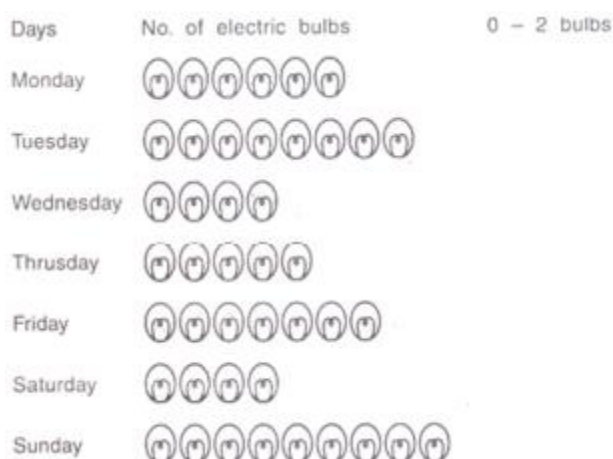 Days No. of electric bulbs 0 – 2 bulbs
Monday
Tuesday
Wednesday
Thrusday
Friday
Saturday
Sunday